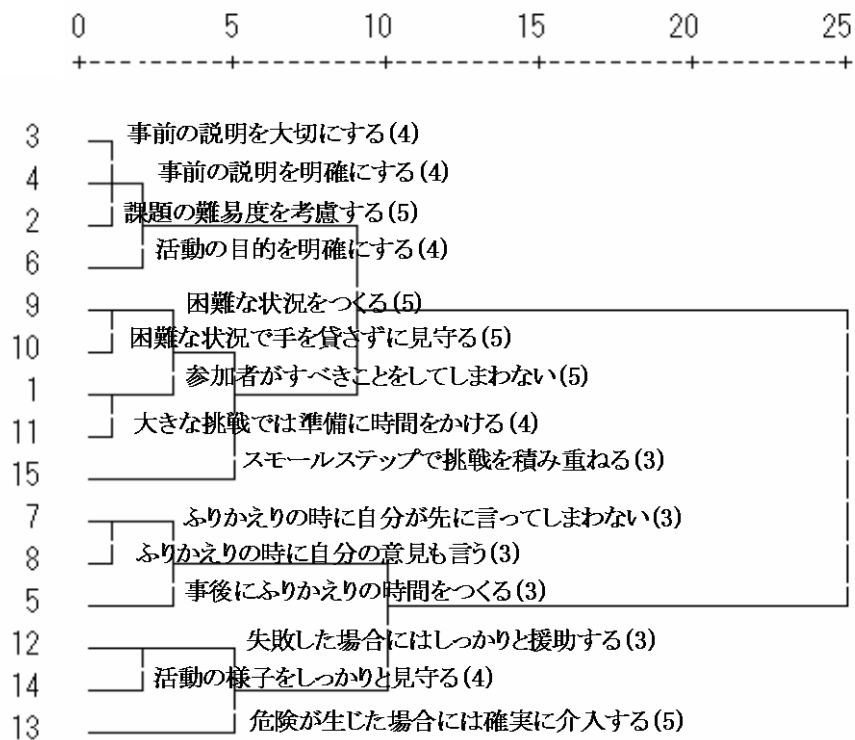 0 5 10 15 20 25
+---------+---------+---------+---------+---------+
3 事前の説明を大切にする(4)
4 事前の説明を明確にする(4)
2 課題の難易度を考慮する(5)
6 活動の目的を明確にする(4)
9 困難な状況をつくる(5)
10 困難な状況で手を貸さずに見守る(5)
1 参加者がすべきことをしてしまわない(5)
11 大きな挑戦では準備に時間をかける(4)
15 スモールステップで挑戦を積み重ねる(3)
7 ふりかえりの時に自分が先に言ってしまわない(3)
8 ふりかえりの時に自分の意見も言う(3)
5 事後にふりかえりの時間をつくる(3)
12 失敗した場合にはしっかりと援助する(3)
14 活動の様子をしっかりと見守る(4)
13 危険が生じた場合には確実に介入する(5)